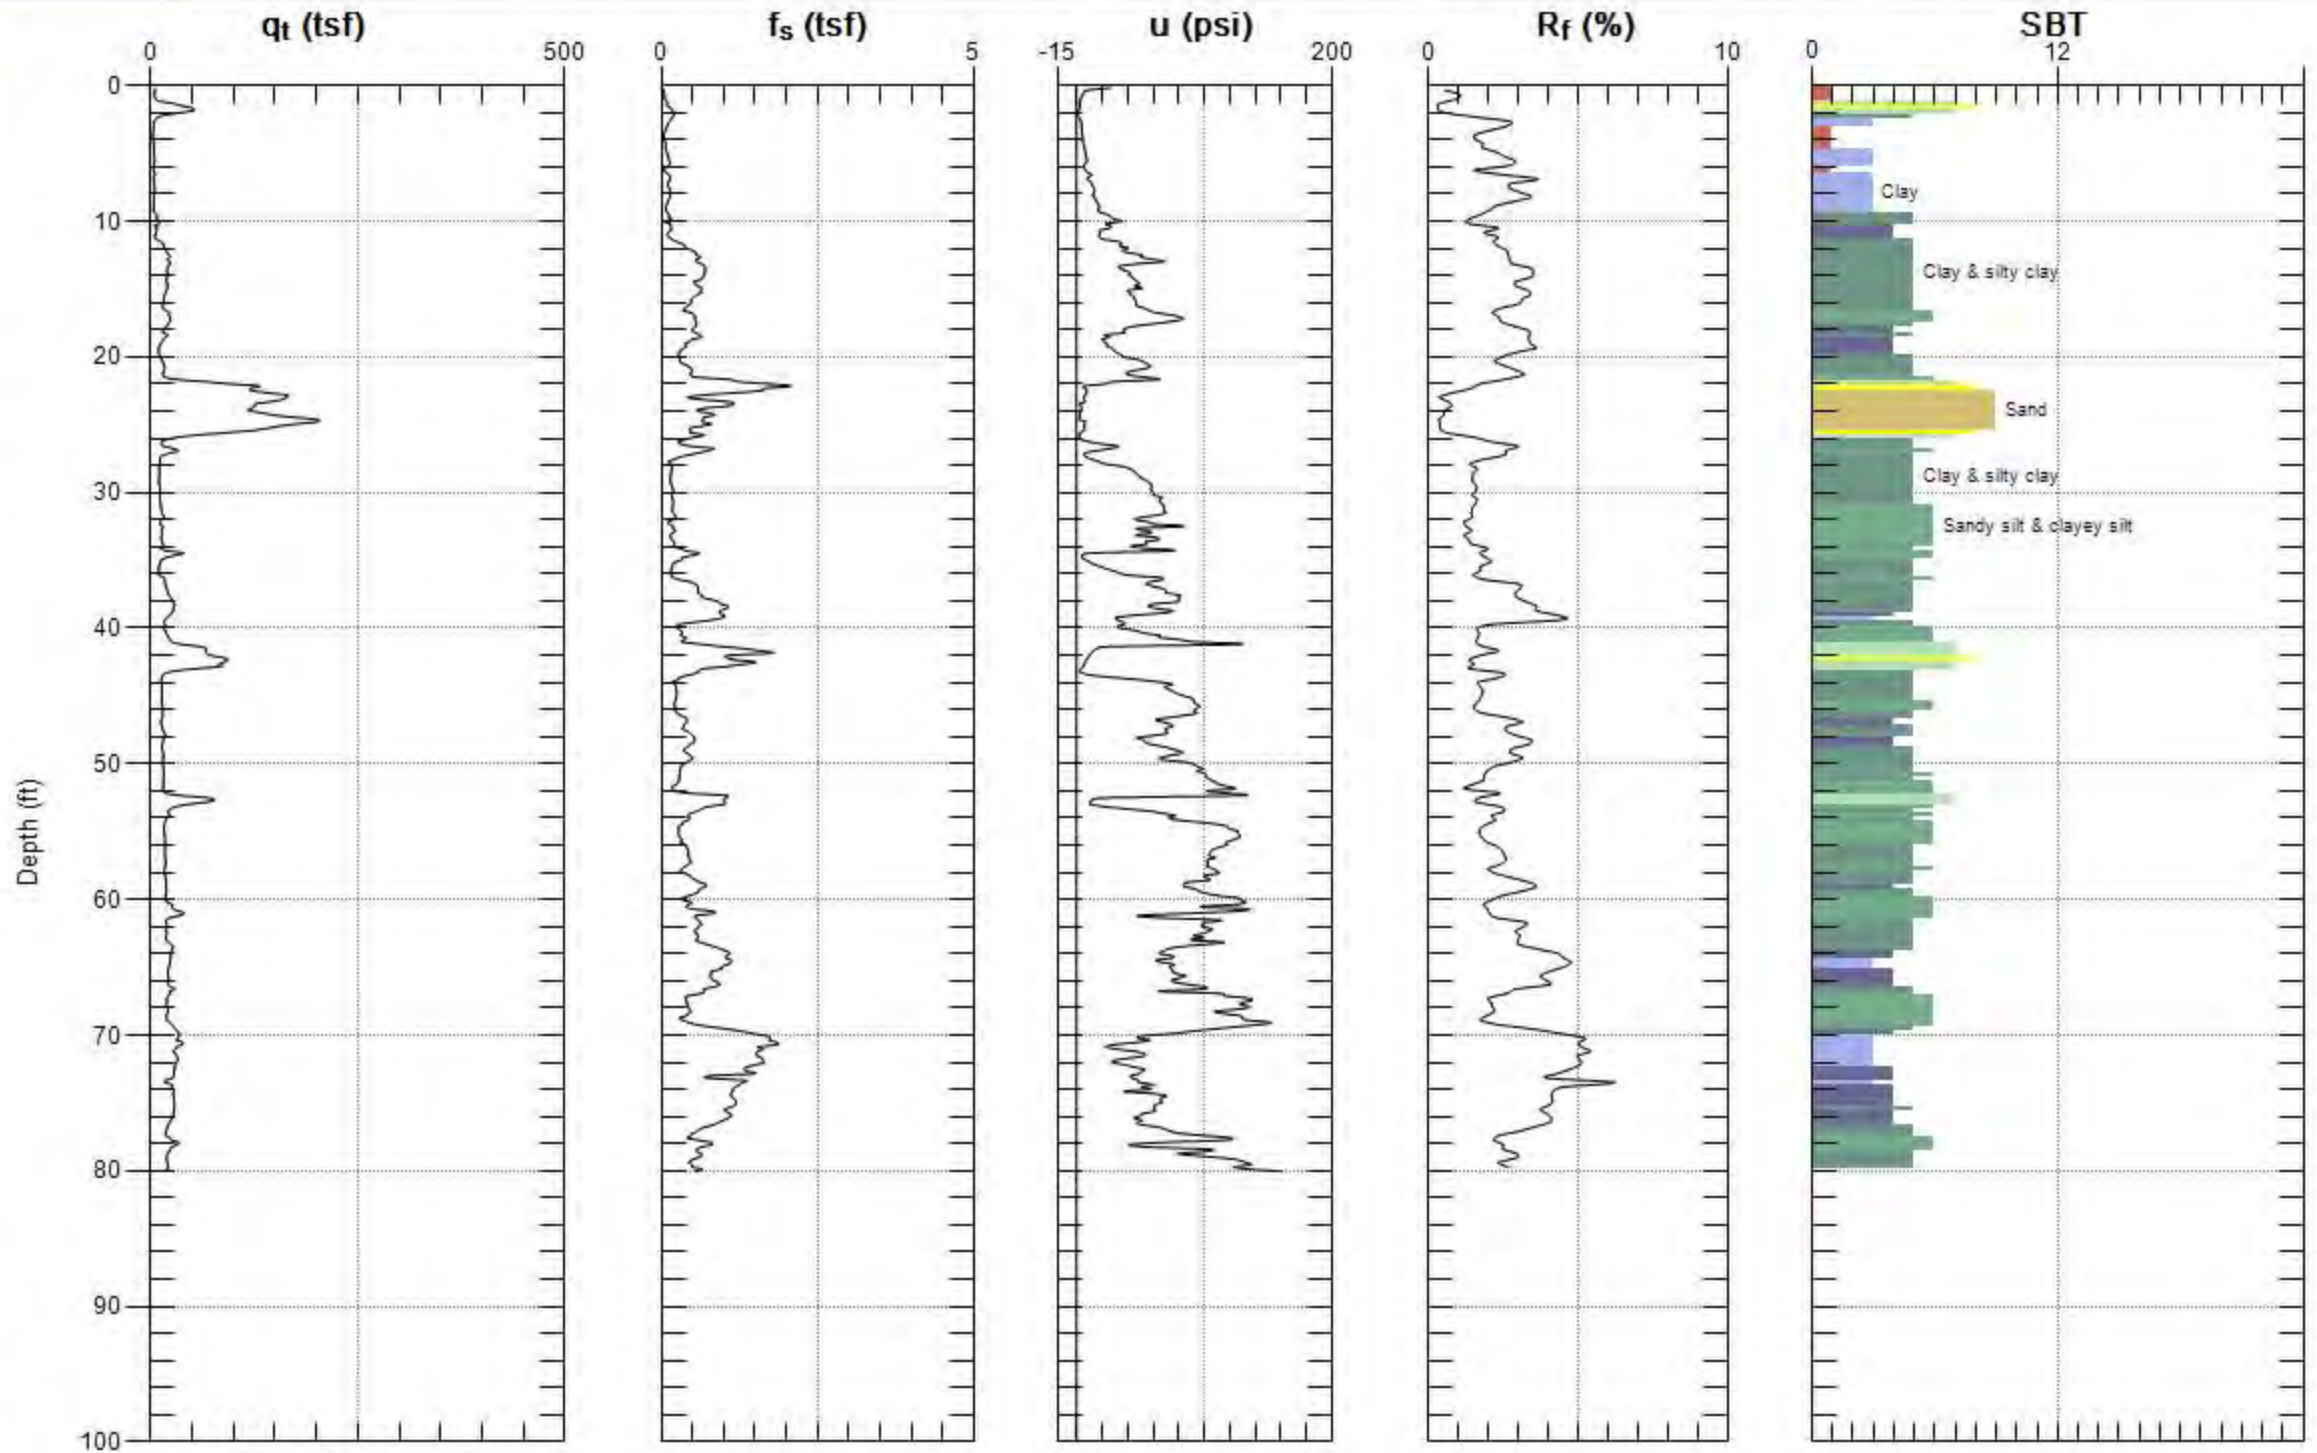 qt (tsf) fs (tsf) u (psi) Rf (%) SBT
0 500 0 5 -15 200 0 10 0 12
0
Clay
10
Clay & silty clay
20
Sand
Clay & silty clay
30
Sandy silt & clayey silt
40
50
Depth (ft)
60
70
80
90
100